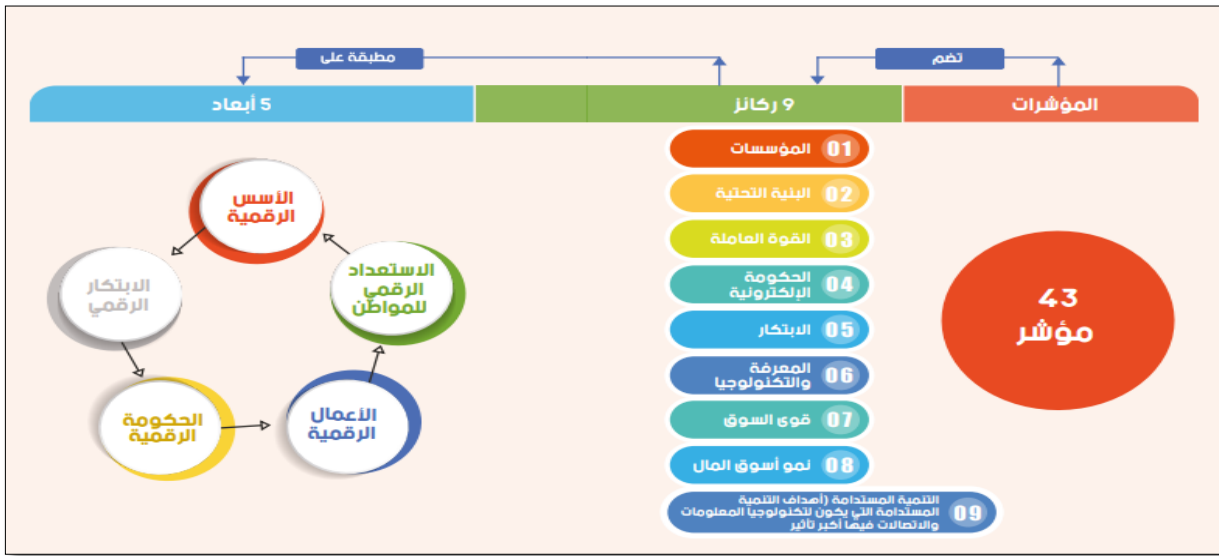 تضم
مطبقة على
المؤشرات
9 ركائز
5 أبعاد
43
مؤشر
01 المؤسسات
02 البنية التحتية
03 القوة العاملة
04 الحكومة
الإلكترونية
05 الابتكار
06 المعرفة
والتكنولوجيا
07 قوى السوق
08 نمو أسوق المال
09 التنمية المستدامة (أهداف التنمية
المستدامة التي يكون لتكنولوجيا المعلومات
والاتصالات فيها أكبر تأثير
الأسس
الرقمية
الابتكار
الرقمي
الحكومة
الرقمية
الأعمال
الرقمية
الاستعداد
الرقمي
للمواطن